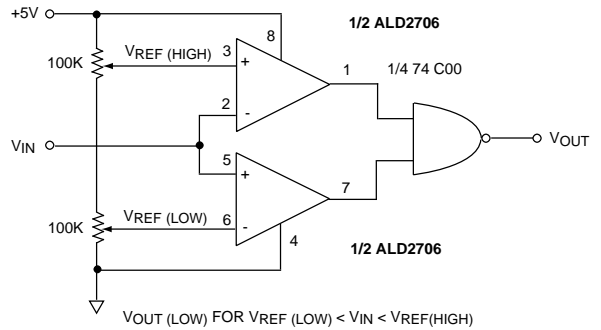 +5V
1/2 ALD2706
8
100K
VREF (HIGH)
3
+
1
1/4 74 C00
2
-
VIN
VOUT
5
+
7
100K
VREF (LOW)
6
-
4
1/2 ALD2706
VOUT (LOW) FOR VREF (LOW) < VIN < VREF(HIGH)